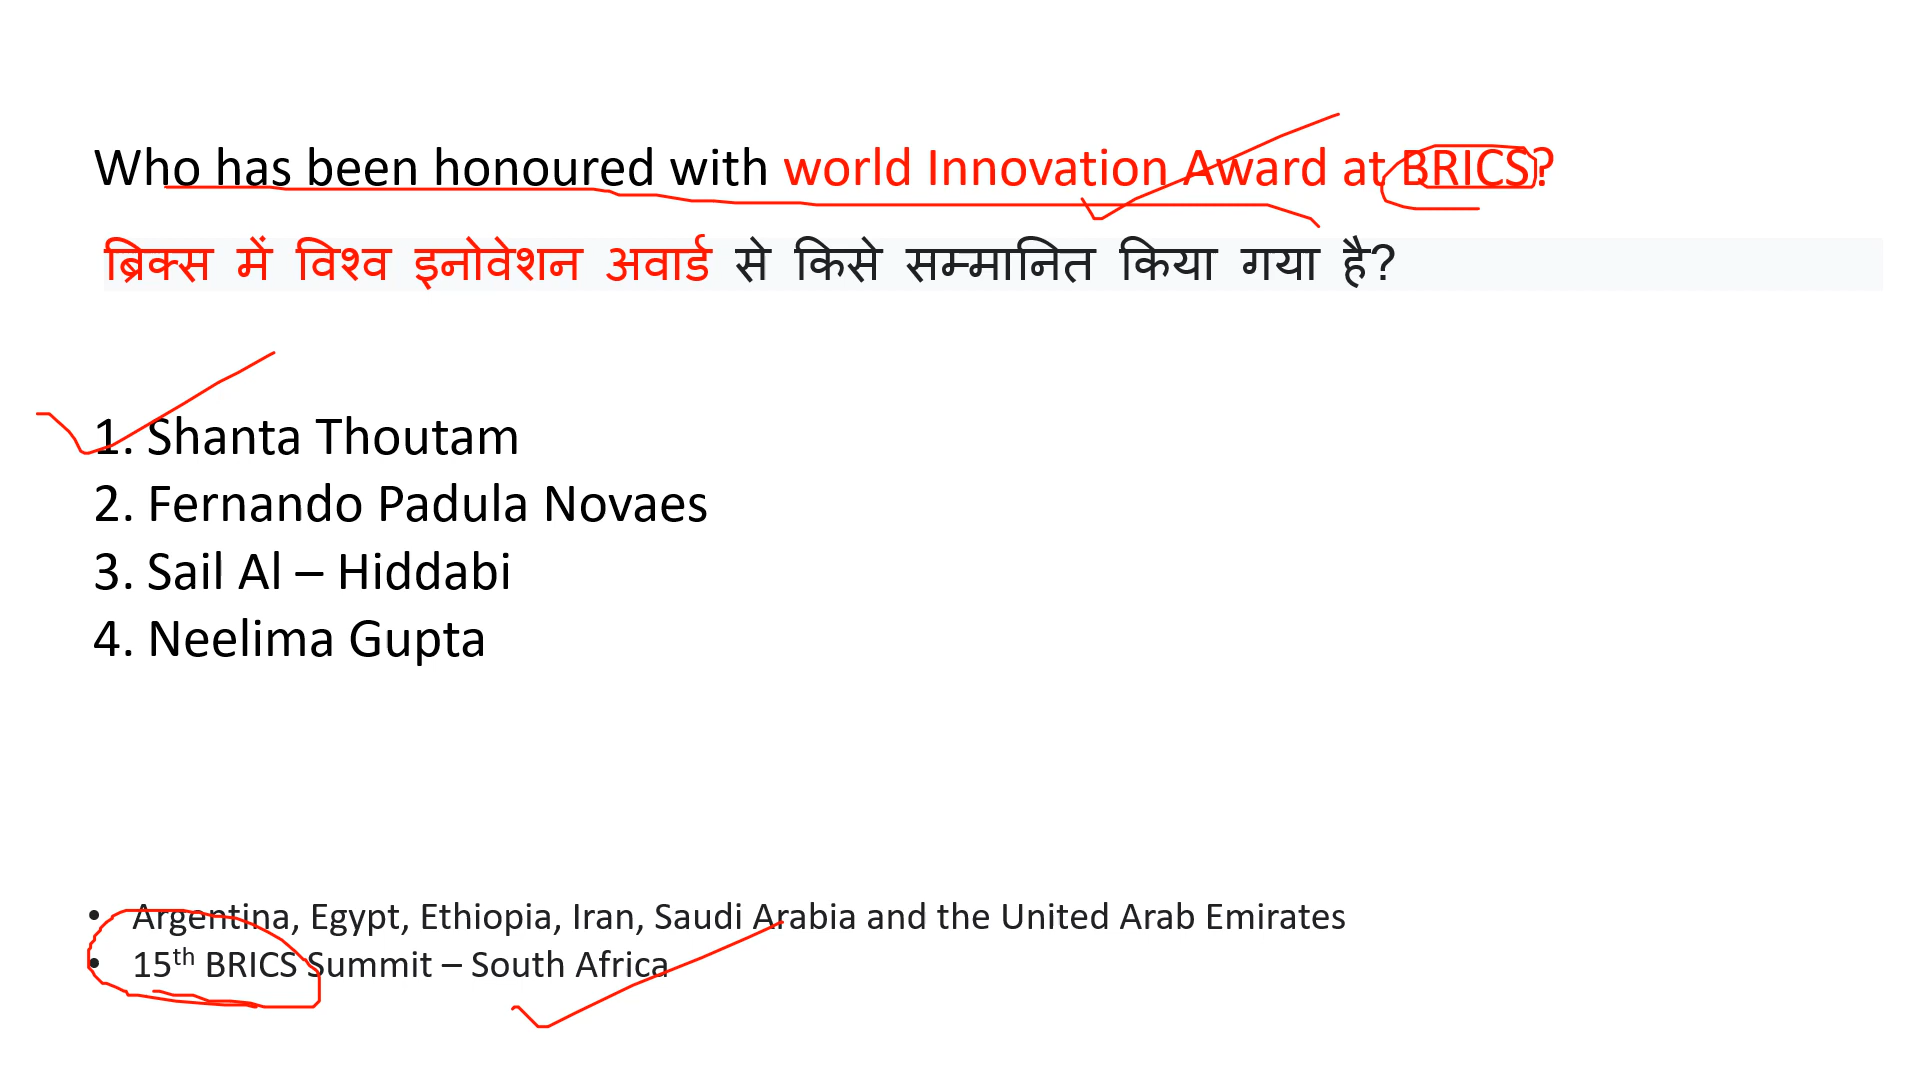 Who has been honoured with world Innovation Award at BRICS?
ब्रिक्स में विश्व इनोवेशन अवार्ड से किसे सम्मानित किया गया है?
1. Shanta Thoutam
2. Fernando Padula Novaes
3. Sail Al – Hiddabi
4. Neelima Gupta
• Argentina, Egypt, Ethiopia, Iran, Saudi Arabia and the United Arab Emirates
• 15th BRICS Summit – South Africa